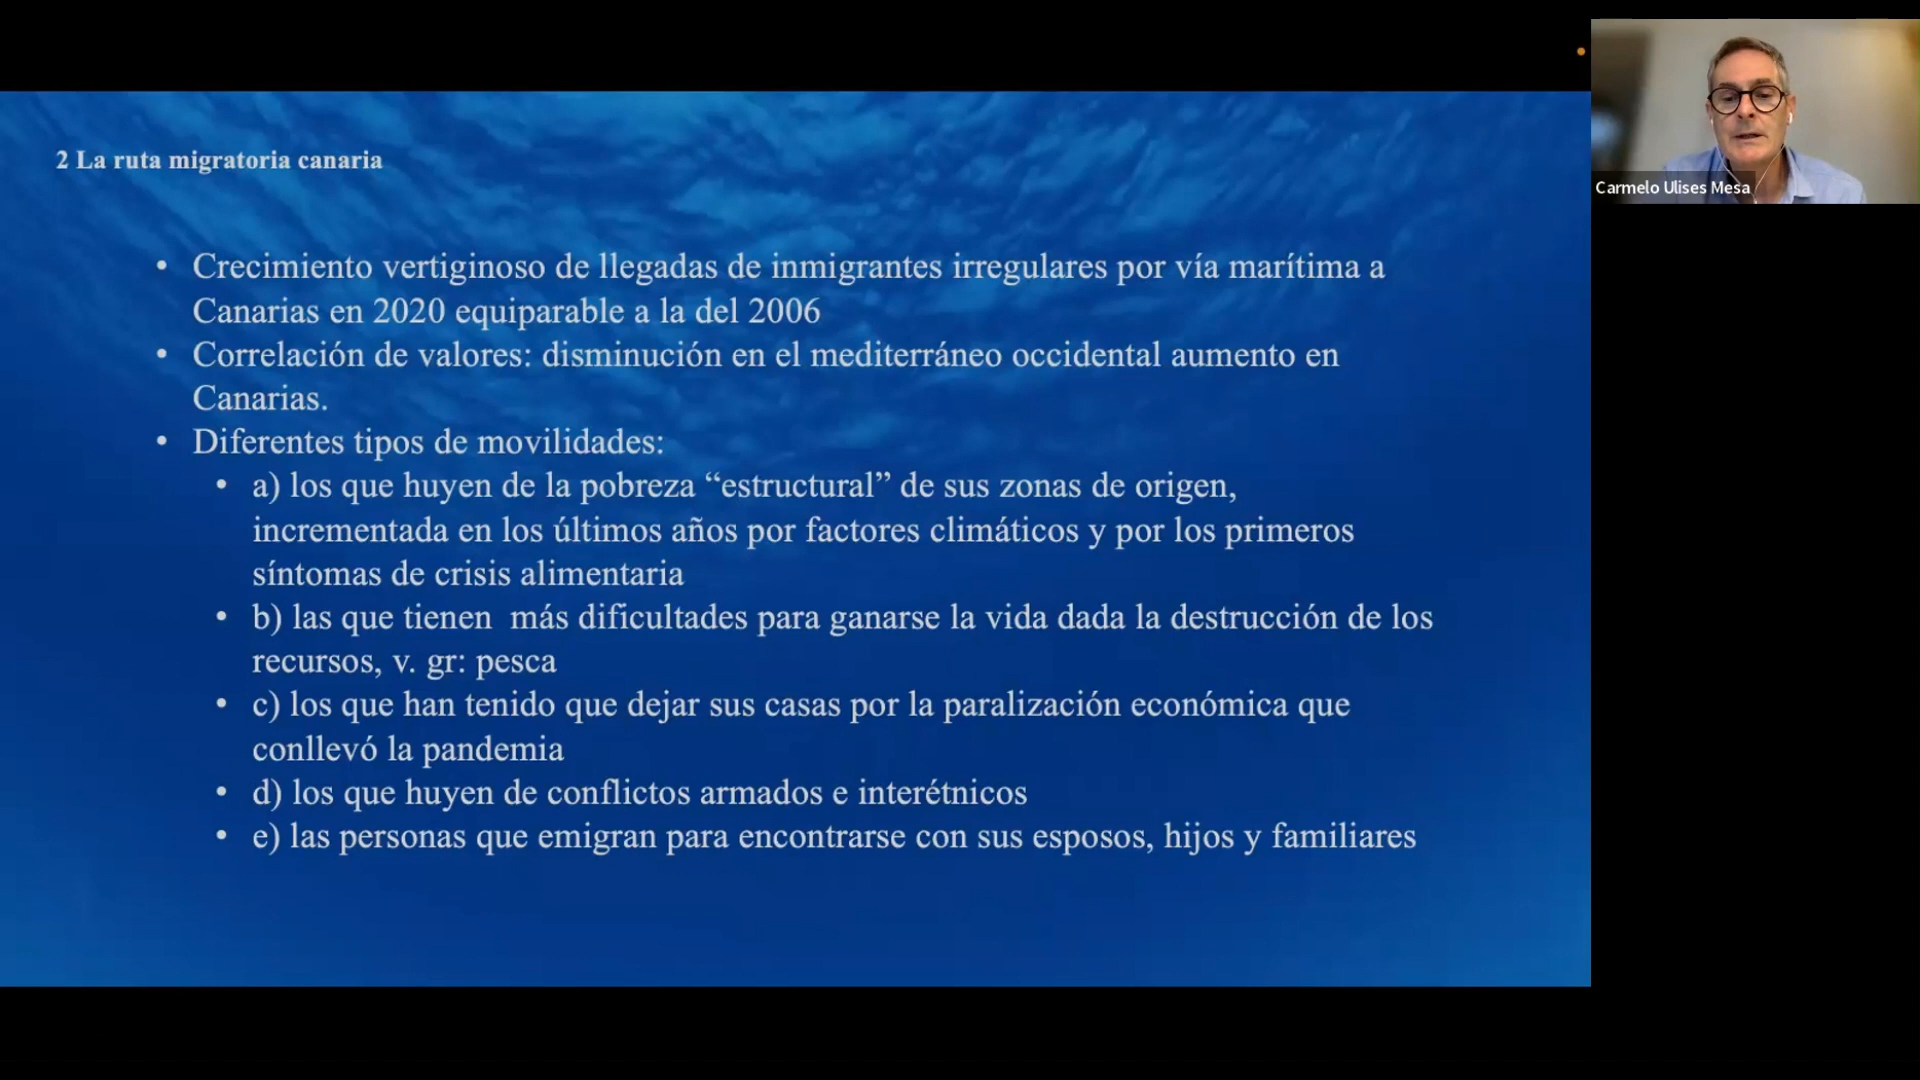 2 La ruta migratoria canaria
• Crecimiento vertiginoso de llegadas de inmigrantes irregulares por vía marítima a
Canarias en 2020 equiparable a la del 2006
• Correlación de valores: disminución en el mediterráneo occidental aumento en
Canarias.
• Diferentes tipos de movilidades:
• a) los que huyen de la pobreza “estructural” de sus zonas de origen,
incrementada en los últimos años por factores climáticos y por los primeros
síntomas de crisis alimentaria
• b) las que tienen  más dificultades para ganarse la vida dada la destrucción de los
recursos, v. gr: pesca
• c) los que han tenido que dejar sus casas por la paralización económica que
conllevó la pandemia
• d) los que huyen de conflictos armados e interétnicos
• e) las personas que emigran para encontrarse con sus esposos, hijos y familiares
Carmelo Ulises Mesa